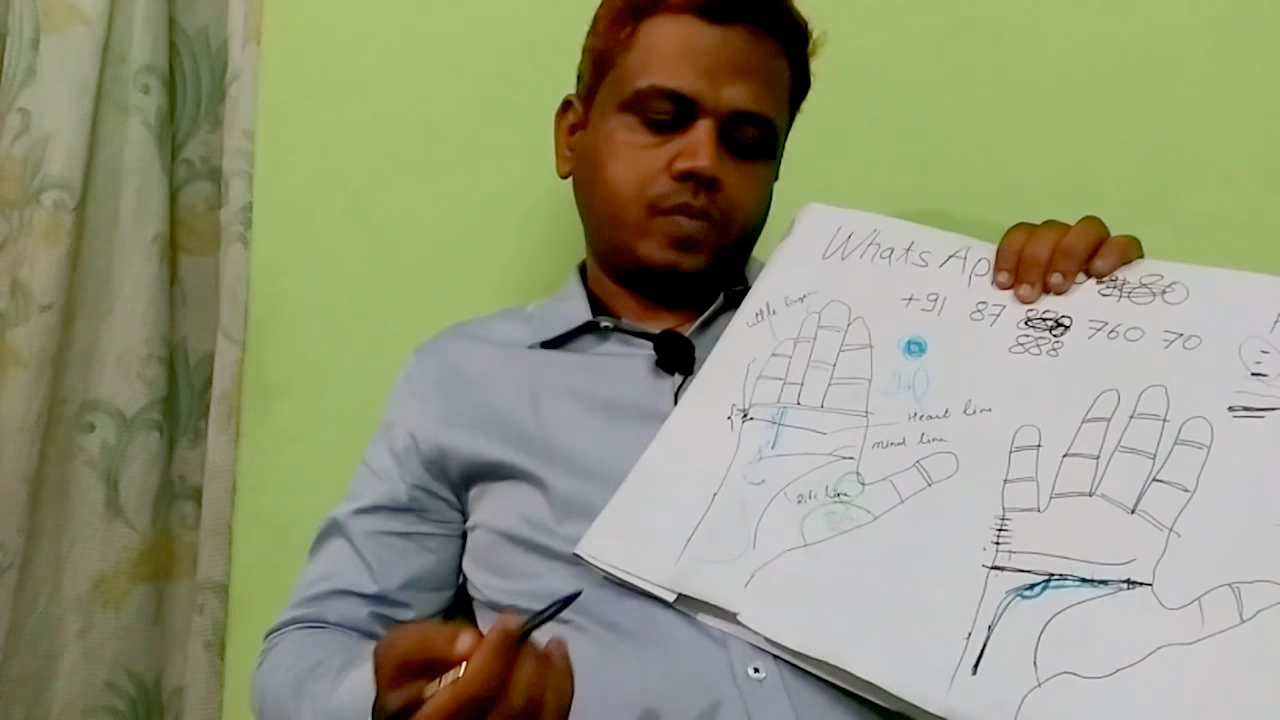 WhatsAp
+91 87 888 760 70
little finger
Heart line
Mind line
life line